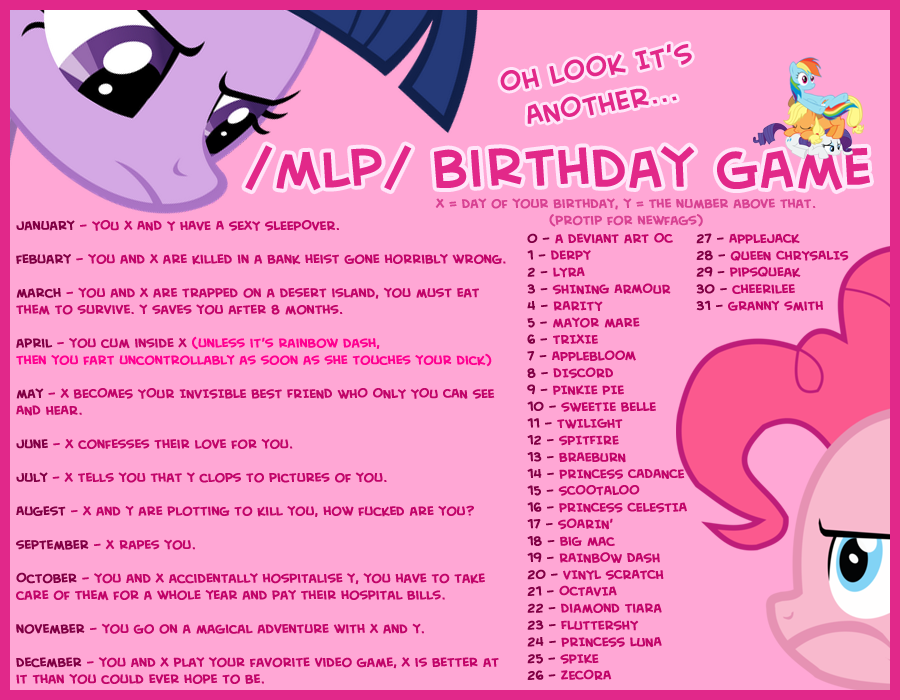 OH LOOK IT'S
ANOTHER...
/MLP/ BIRTHDAY GAME
X = DAY OF YOUR BIRTHDAY, Y = THE NUMBER ABOVE THAT.
(PROTIP FOR NEWFAGS)
JANUARY - YOU X AND Y HAVE A SEXY SLEEPOVER.
FEBUARY - YOU AND X ARE KILLED IN A BANK HEIST GONE HORRIBLY WRONG.
MARCH - YOU AND X ARE TRAPPED ON A DESERT ISLAND, YOU MUST EAT
THEM TO SURVIVE. Y SAVES YOU AFTER 8 MONTHS.
APRIL - YOU CUM INSIDE X (UNLESS IT'S RAINBOW DASH,
THEN YOU FART UNCONTROLLABLY AS SOON AS SHE TOUCHES YOUR DICK)
MAY - X BECOMES YOUR INVISIBLE BEST FRIEND WHO ONLY YOU CAN SEE
AND HEAR.
JUNE - X CONFESSES THEIR LOVE FOR YOU.
JULY - X TELLS YOU THAT Y CLOPS TO PICTURES OF YOU.
AUGEST - X AND Y ARE PLOTTING TO KILL YOU, HOW FUCKED ARE YOU?
SEPTEMBER - X RAPES YOU.
OCTOBER - YOU AND X ACCIDENTALLY HOSPITALISE Y, YOU HAVE TO TAKE
CARE OF THEM FOR A WHOLE YEAR AND PAY THEIR HOSPITAL BILLS.
NOVEMBER - YOU GO ON A MAGICAL ADVENTURE WITH X AND Y.
DECEMBER - YOU AND X PLAY YOUR FAVORITE VIDEO GAME, X IS BETTER AT
IT THAN YOU COULD EVER HOPE TO BE.
0 - A DEVIANT ART OC
1 - DERPY
2 - LYRA
3 - SHINING ARMOUR
4 - RARITY
5 - MAYOR MARE
6 - TRIXIE
7 - APPLEBLOOM
8 - DISCORD
9 - PINKIE PIE
10 - SWEETIE BELLE
11 - TWILIGHT
12 - SPITFIRE
13 - BRAEBURN
14 - PRINCESS CADANCE
15 - SCOOTALOO
16 - PRINCESS CELESTIA
17 - SOARIN'
18 - BIG MAC
19 - RAINBOW DASH
20 - VINYL SCRATCH
21 - OCTAVIA
22 - DIAMOND TIARA
23 - FLUTTERSHY
24 - PRINCESS LUNA
25 - SPIKE
26 - ZECORA
27 - APPLEJACK
28 - QUEEN CHRYSALIS
29 - PIPSQUEAK
30 - CHEERILEE
31 - GRANNY SMITH